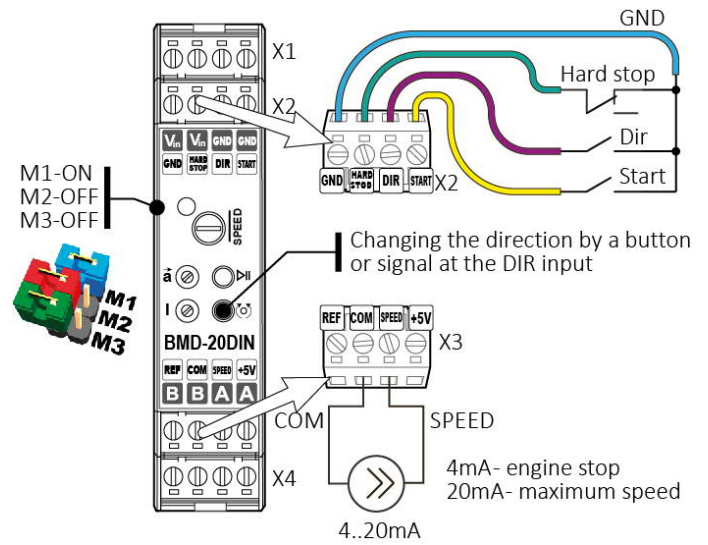 GND
X1
Hard stop
X2
Vin Vin GND GND
GND HARD STOP DIR START
Dir
Start
GND HARD STOP DIR START
X2
M1-ON
M2-OFF
M3-OFF
SPEED
Changing the direction by a button
or signal at the DIR input
a
I
M1
M2
M3
BMD-20DIN
REF COM SPEED +5V
B B A A
REF COM SPEED +5V
X3
COM
SPEED
X4
4mA- engine stop
20mA- maximum speed
4..20mA